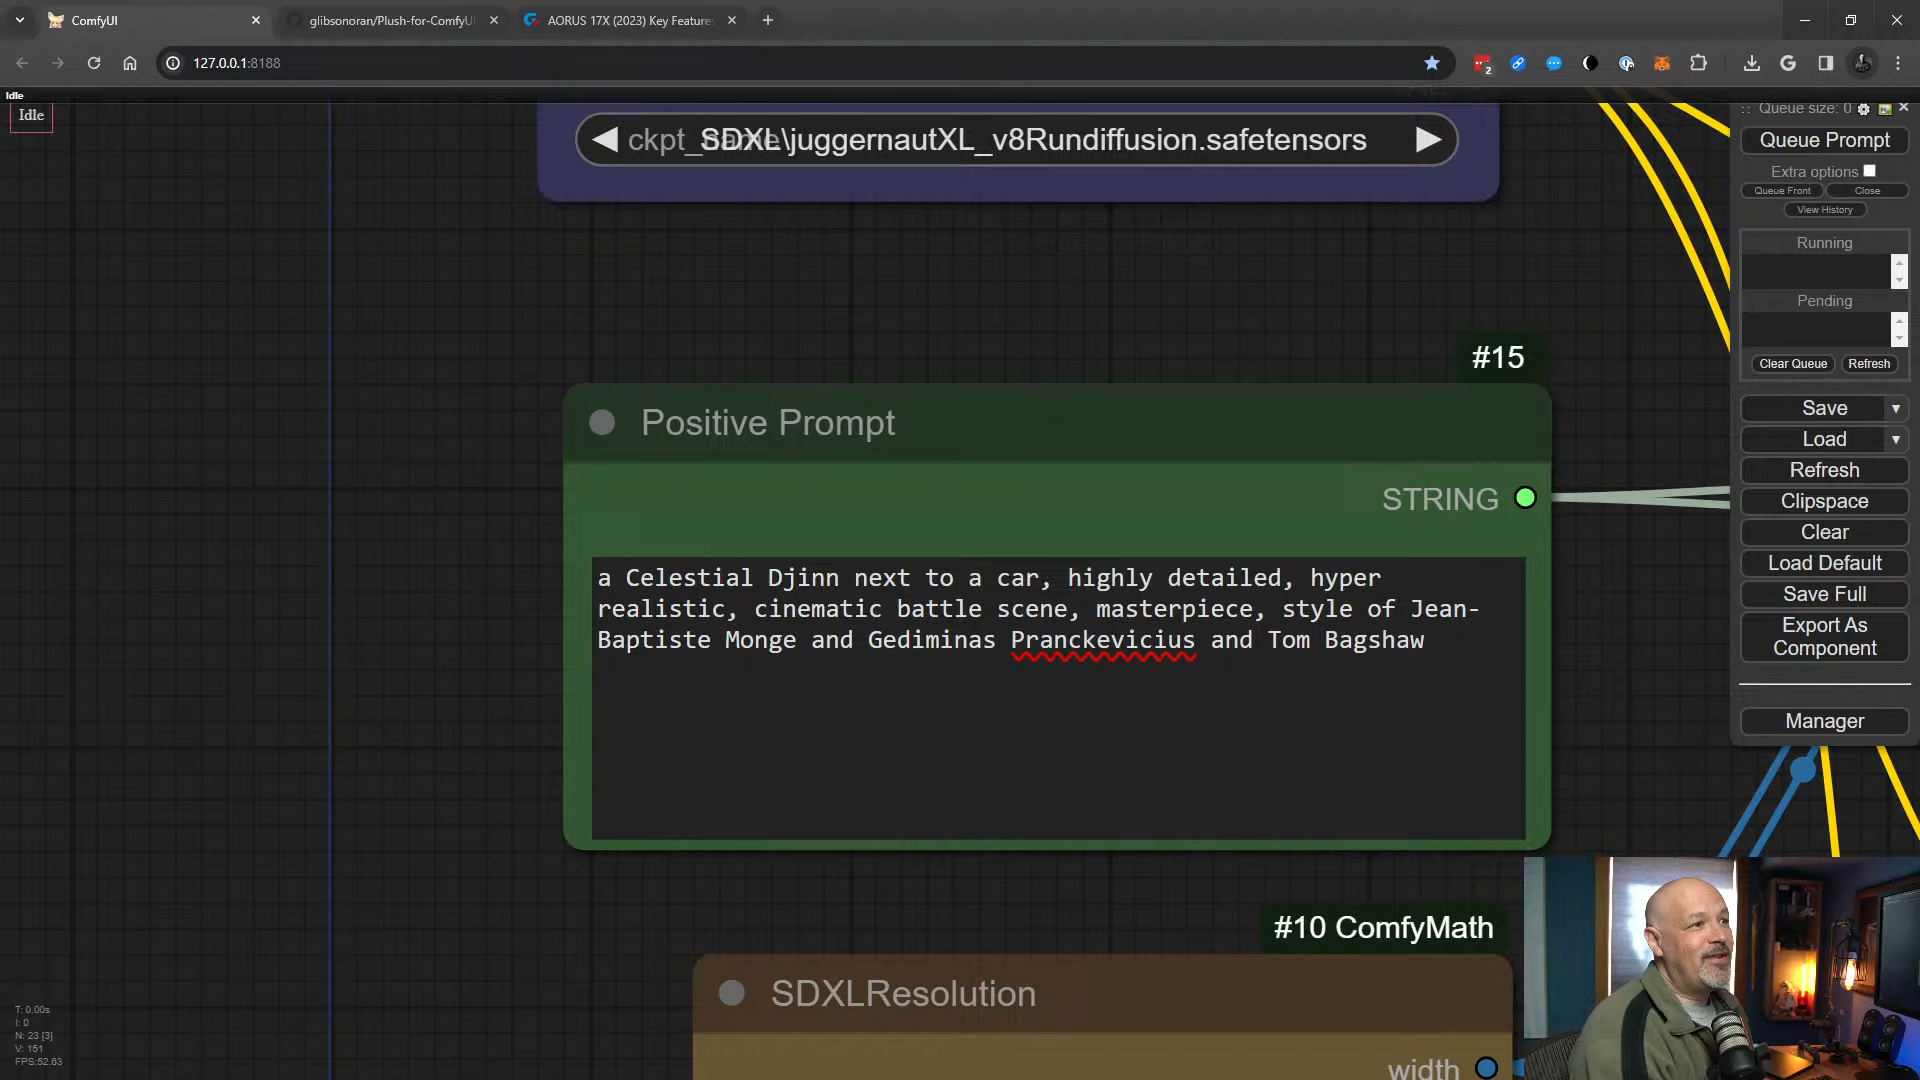 ComfyUI
glibsonoran/Plush-for-ComfyUI
AORUS 17X (2023) Key Feature
127.0.0.1:8188
2
Idle
Idle
ckpt_name SDXL\juggernautXL_v8Rundiffusion.safetensors
#15
Positive Prompt
STRING
a Celestial Djinn next to a car, highly detailed, hyper
realistic, cinematic battle scene, masterpiece, style of Jean-
Baptiste Monge and Gediminas Pranckevicius and Tom Bagshaw
#10 ComfyMath
SDXLResolution
width
Queue size: 0
Queue Prompt
Extra options
Queue Front
Close
View History
Running
Pending
Clear Queue
Refresh
Save
Load
Refresh
Clipspace
Clear
Load Default
Save Full
Export As
Component
Manager
T: 0.00s
I: 0
N: 23 [3]
V: 151
FPS:52.63